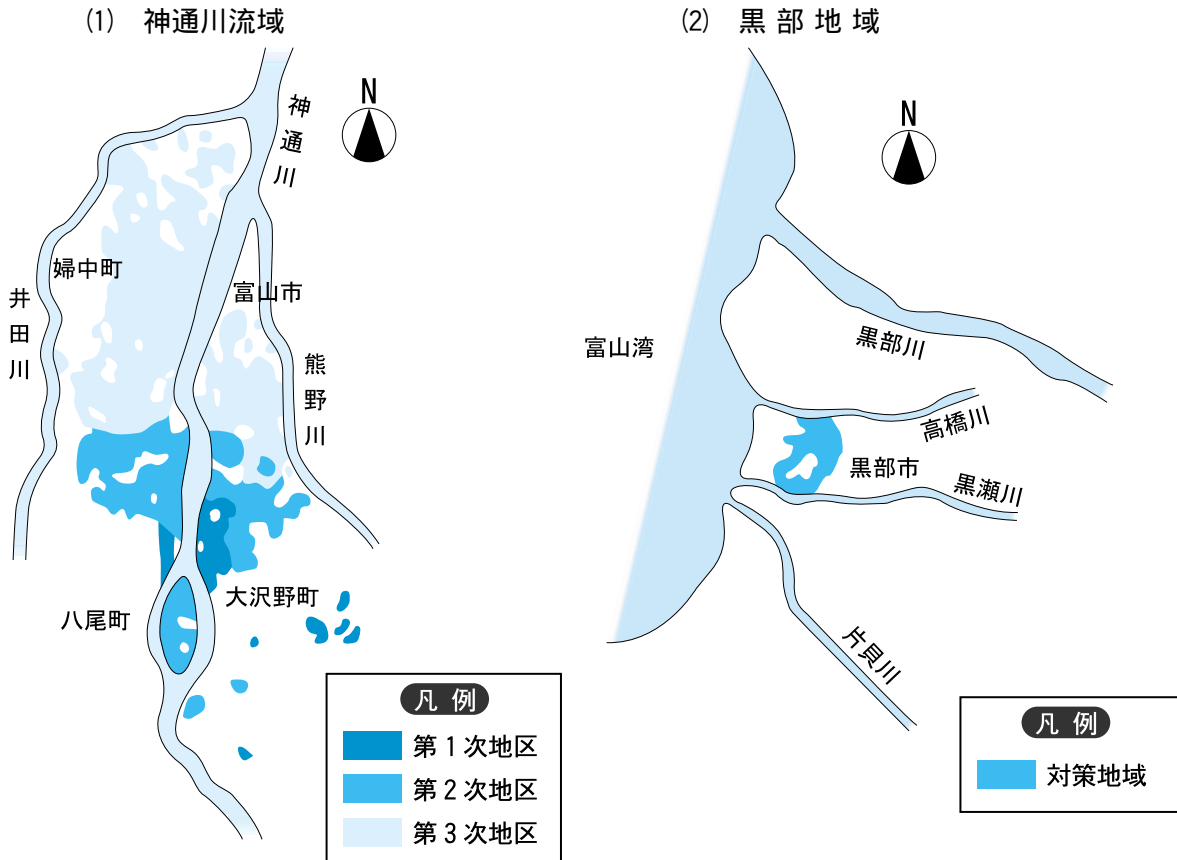 (1) 神通川流域
N
神通川
婦中町
富山市
井田川
熊野川
大沢野町
八尾町
凡例
第1次地区
第2次地区
第3次地区
(2) 黒部地域
N
富山湾
黒部川
高橋川
黒部市
黒瀬川
片貝川
凡例
対策地域